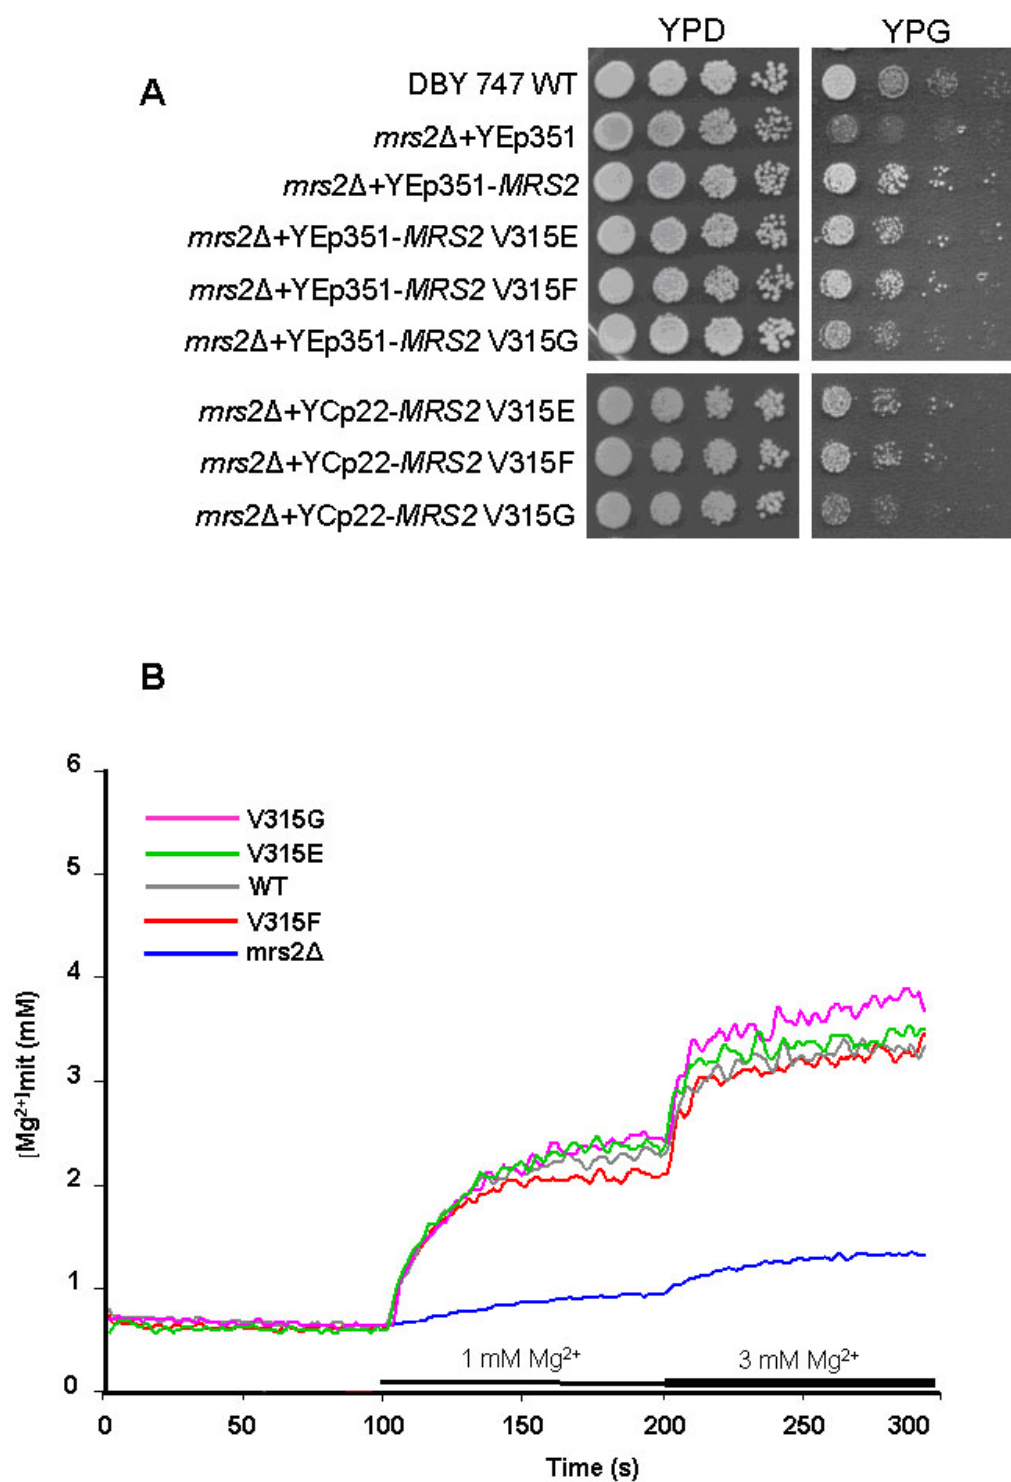 YPD YPG
A
DBY 747 WT
mrs2Δ+YEp351
mrs2Δ+YEp351-MRS2
mrs2Δ+YEp351-MRS2 V315E
mrs2Δ+YEp351-MRS2 V315F
mrs2Δ+YEp351-MRS2 V315G
mrs2Δ+YCp22-MRS2 V315E
mrs2Δ+YCp22-MRS2 V315F
mrs2Δ+YCp22-MRS2 V315G
B
6
5
4
3
2
1
0
[Mg²⁺]mit (mM)
V315G
V315E
WT
V315F
mrs2Δ
1 mM Mg²⁺ 3 mM Mg²⁺
0 50 100 150 200 250 300
Time (s)